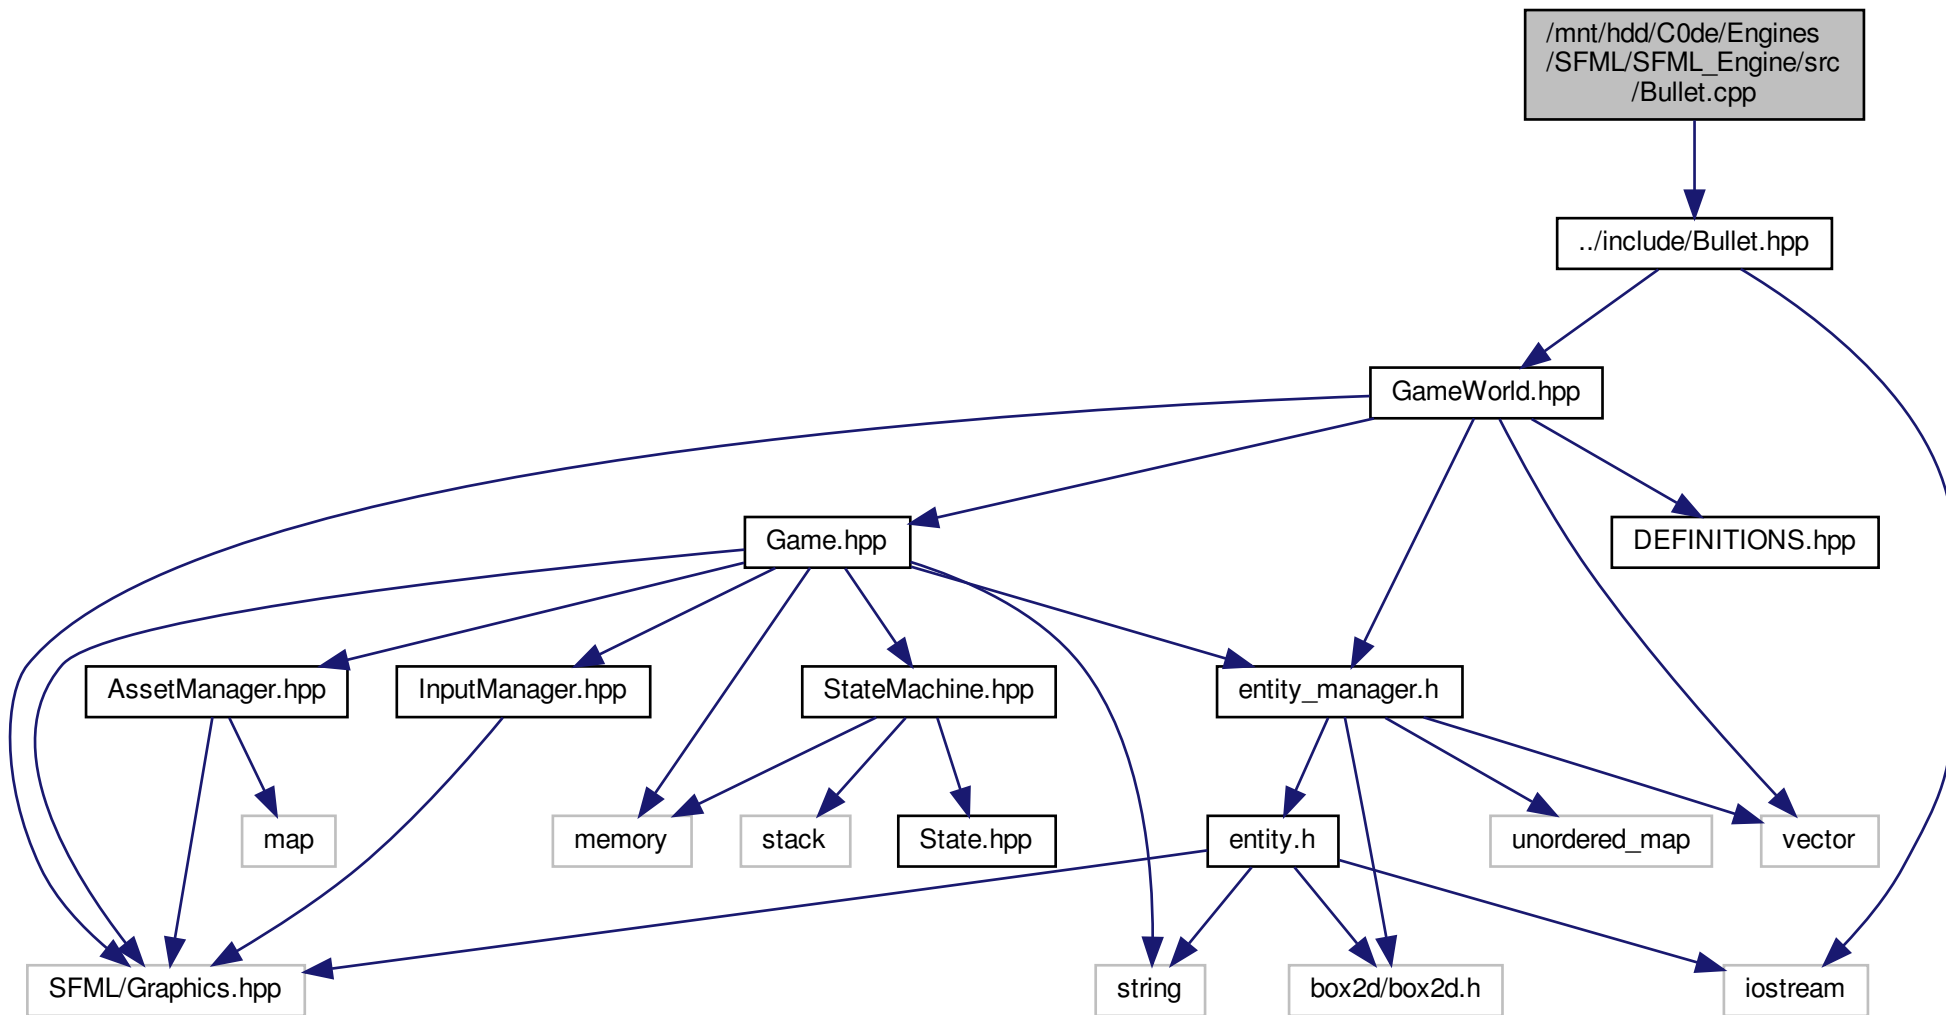 /mnt/hdd/C0de/Engines
/SFML/SFML_Engine/src
/Bullet.cpp
../include/Bullet.hpp
GameWorld.hpp
Game.hpp
DEFINITIONS.hpp
AssetManager.hpp
InputManager.hpp
StateMachine.hpp
entity_manager.h
map
memory
stack
State.hpp
entity.h
unordered_map
vector
SFML/Graphics.hpp
string
box2d/box2d.h
iostream